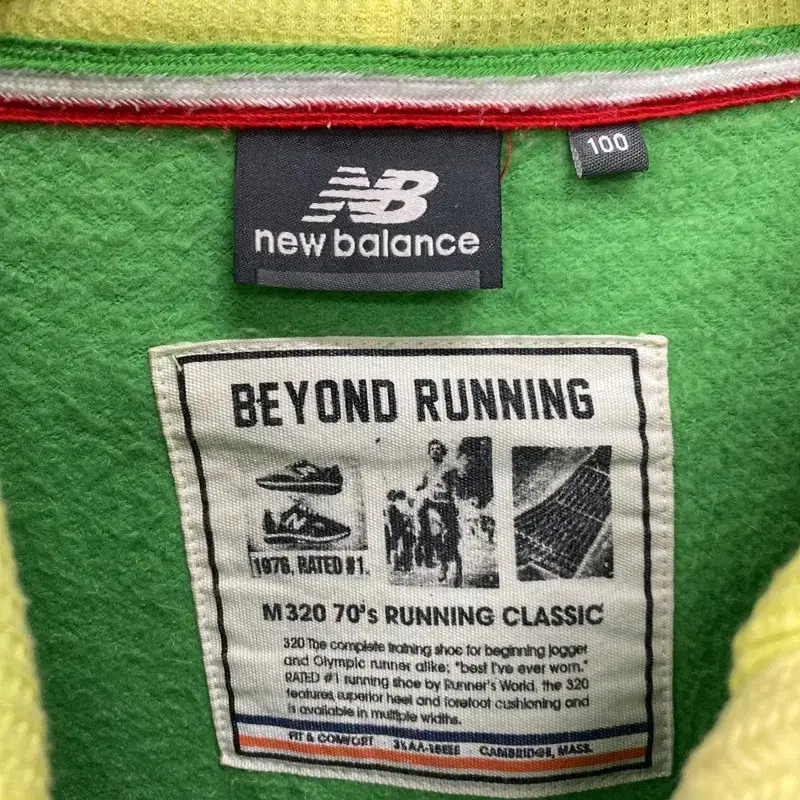 100
NB
new balance
BEYOND RUNNING
1976, RATED #1.
M320 70's RUNNING CLASSIC
320 The complete training shoe for beginning jogger
and Olympic runner alike; "best I've ever worn."
RATED #1 running shoe by Runner's World, the 320
features superior heel and forefoot cushioning and
is available in multiple widths.
FIT & COMFORT CAMBRIDGE, MASS.